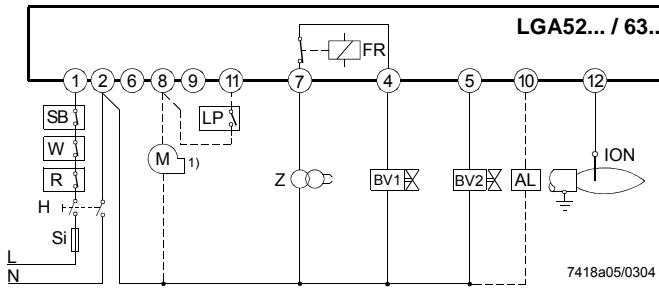 LGA52... / 63..
FR
1 2 6 8 9 11 7 4 5 10 12
SB
LP
W
M 1)
ION
R
Z
BV1
BV2
AL
H
Si
L
N
7418a05/0304